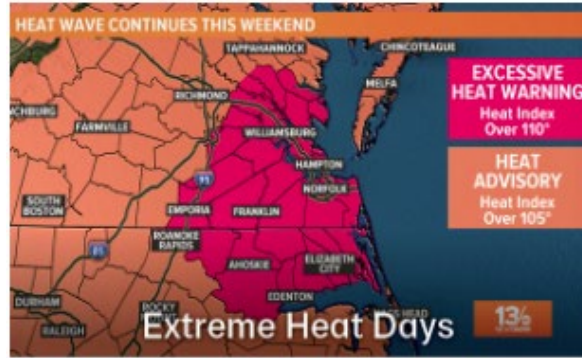 HEAT WAVE CONTINUES THIS WEEKEND
TAPPAHANNOCK
CHINCOTEAGUE
MELFA
RICHMOND
FARMVILLE
WILLIAMSBURG
HAMPTON
NORFOLK
95
SOUTH
BOSTON
EMPORIA
FRANKLIN
ROANOKE
RAPIDS
85
AHOSKIE
ELIZABETH
CITY
EDENTON
DURHAM
ROCKY
RALEIGH
HEAD
EXCESSIVE
HEAT WARNING
Heat Index
Over 110°
HEAT
ADVISORY
Heat Index
Over 105°
13
Extreme Heat Days